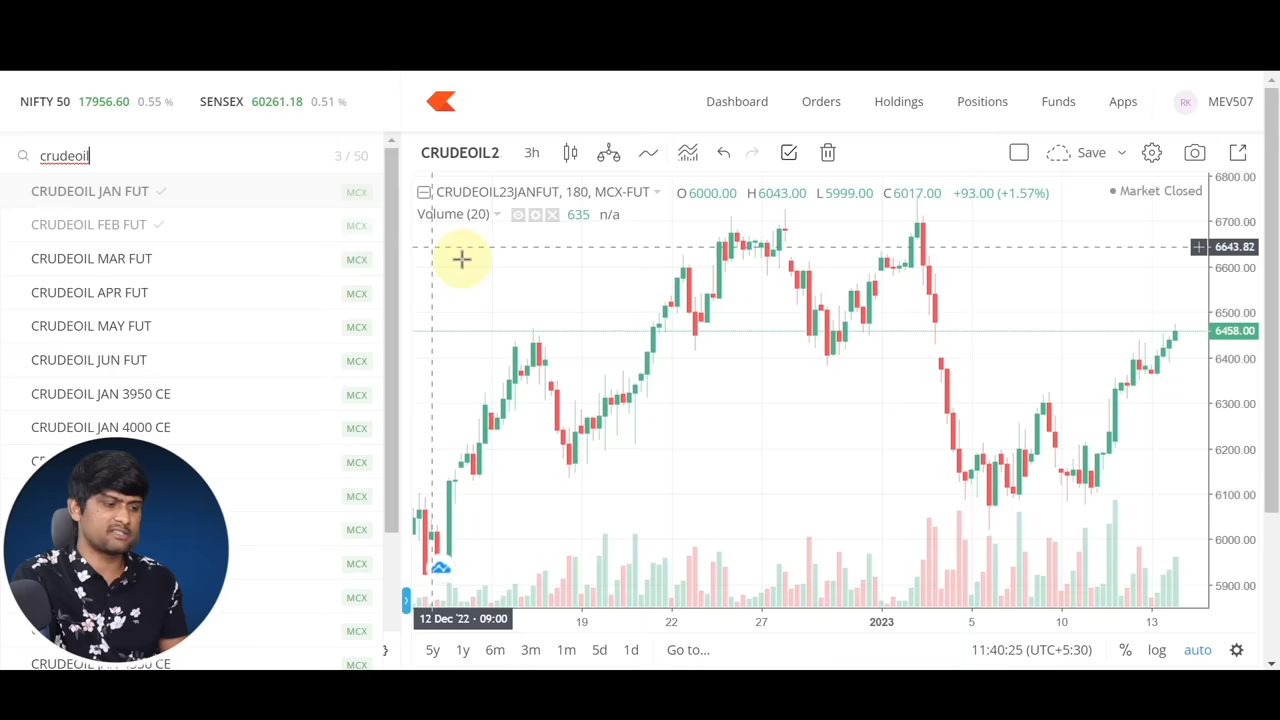 NIFTY 50 17956.60 0.55 % SENSEX 60261.18 0.51 %
Dashboard Orders Holdings Positions Funds Apps RK MEV507
crudeoil 3 / 50
CRUDEOIL JAN FUT MCX
CRUDEOIL FEB FUT MCX
CRUDEOIL MAR FUT MCX
CRUDEOIL APR FUT MCX
CRUDEOIL MAY FUT MCX
CRUDEOIL JUN FUT MCX
CRUDEOIL JAN 3950 CE MCX
CRUDEOIL JAN 4000 CE MCX
MCX
MCX
MCX
MCX
MCX
MCX
MCX
CRUDEOIL2 3h Save
CRUDEOIL23JANFUT, 180, MCX-FUT O6000.00 H6043.00 L5999.00 C6017.00 +93.00 (+1.57%) Market Closed
Volume (20) 635 n/a
6800.00
6700.00
6643.82
6600.00
6500.00
6458.00
6400.00
6300.00
6200.00
6100.00
6000.00
5900.00
12 Dec '22 · 09:00 19 22 27 2023 5 10 13
5y 1y 6m 3m 1m 5d 1d Go to... 11:40:25 (UTC+5:30) % log auto